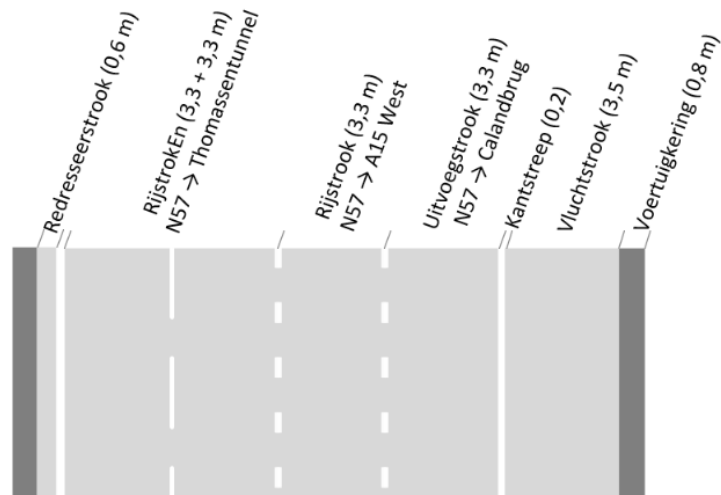 Redresseerstrook (0,6 m)
RijstrokEn (3,3 + 3,3 m)
N57 → Thomassentunnel
Rijstrook (3,3 m)
N57 → A15 West
Uitvoegstrook (3,3 m)
N57 → Calandbrug
Kantstreep (0,2)
Vluchtstrook (3,5 m)
Voertuigkering (0,8 m)